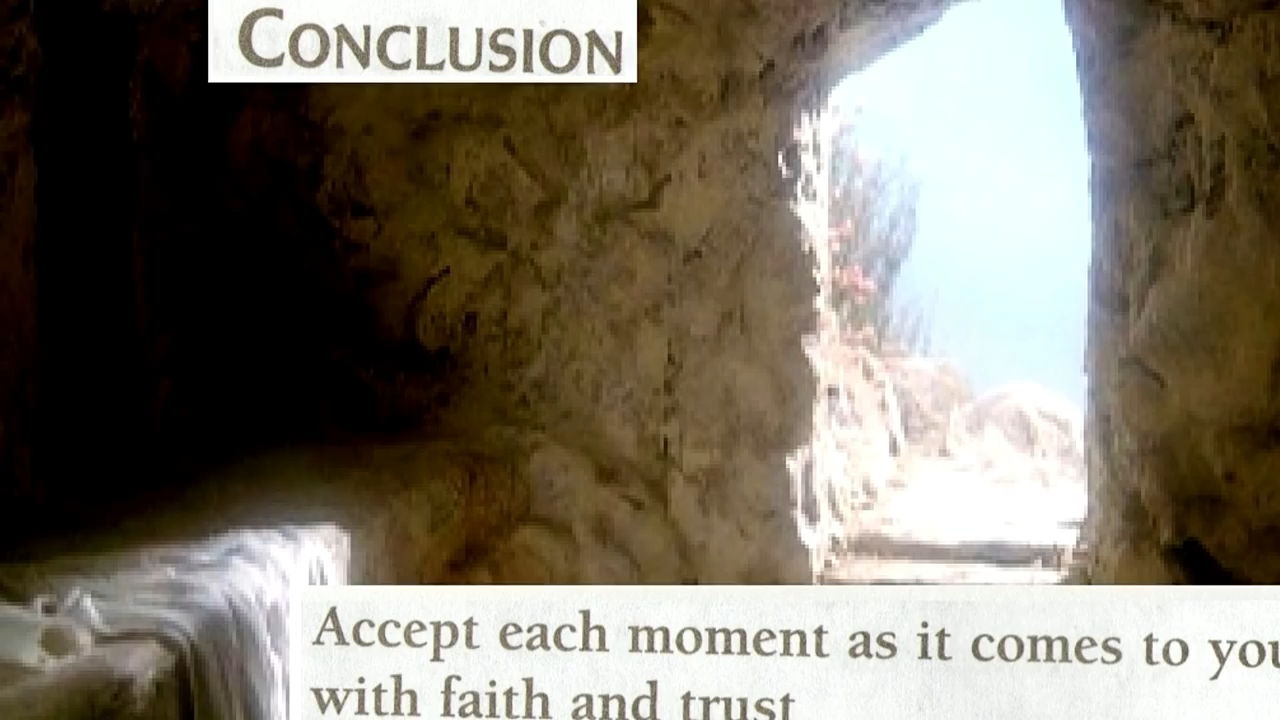 CONCLUSION
Accept each moment as it comes to you
with faith and trust